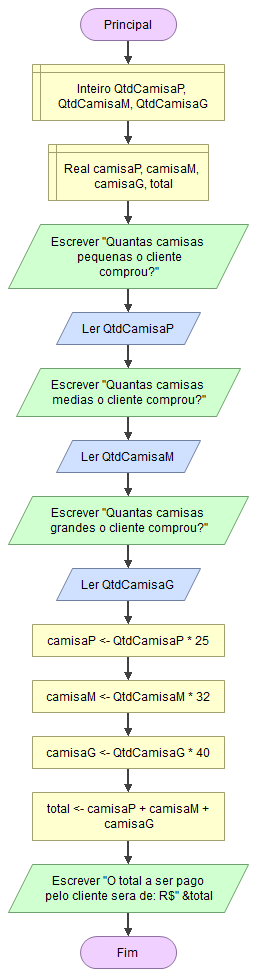 Principal
Inteiro QtdCamisaP,
QtdCamisaM, QtdCamisaG
Real camisaP, camisaM,
camisaG, total
Escrever "Quantas camisas
pequenas o cliente
comprou?"
Ler QtdCamisaP
Escrever "Quantas camisas
medias o cliente comprou?"
Ler QtdCamisaM
Escrever "Quantas camisas
grandes o cliente comprou?"
Ler QtdCamisaG
camisaP <- QtdCamisaP * 25
camisaM <- QtdCamisaM * 32
camisaG <- QtdCamisaG * 40
total <- camisaP + camisaM +
camisaG
Escrever "O total a ser pago
pelo cliente sera de: R$" &total
Fim